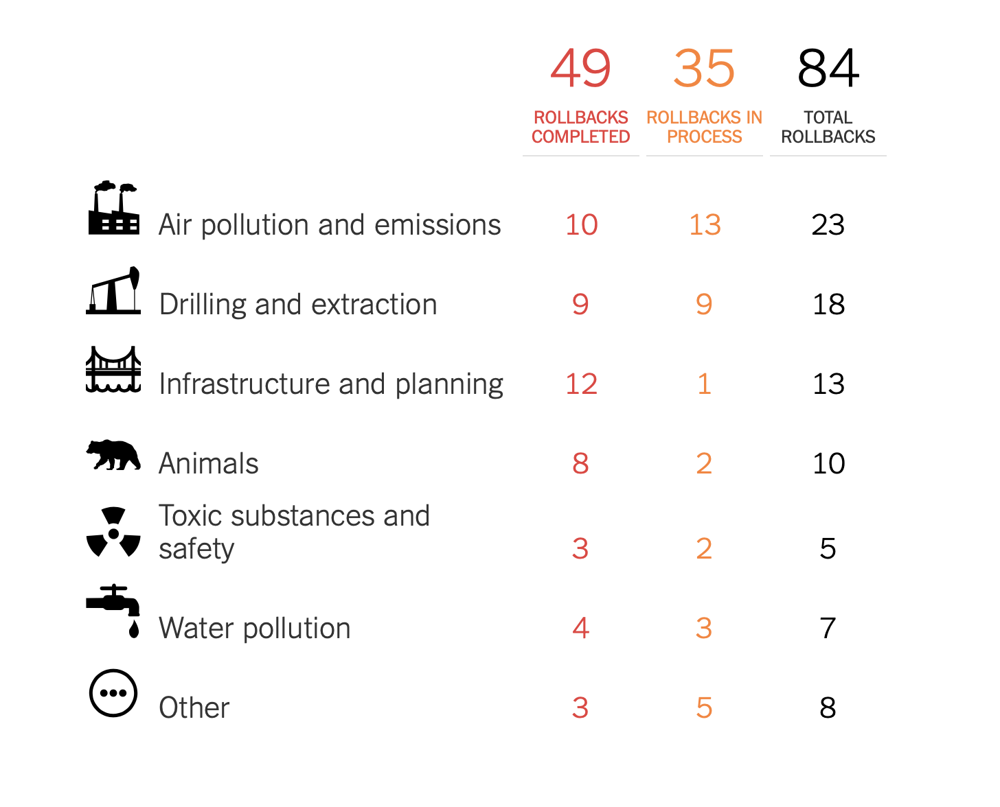 49 35 84
ROLLBACKS COMPLETED ROLLBACKS IN PROCESS TOTAL ROLLBACKS
Air pollution and emissions 10 13 23
Drilling and extraction 9 9 18
Infrastructure and planning 12 1 13
Animals 8 2 10
Toxic substances and
safety 3 2 5
Water pollution 4 3 7
Other 3 5 8